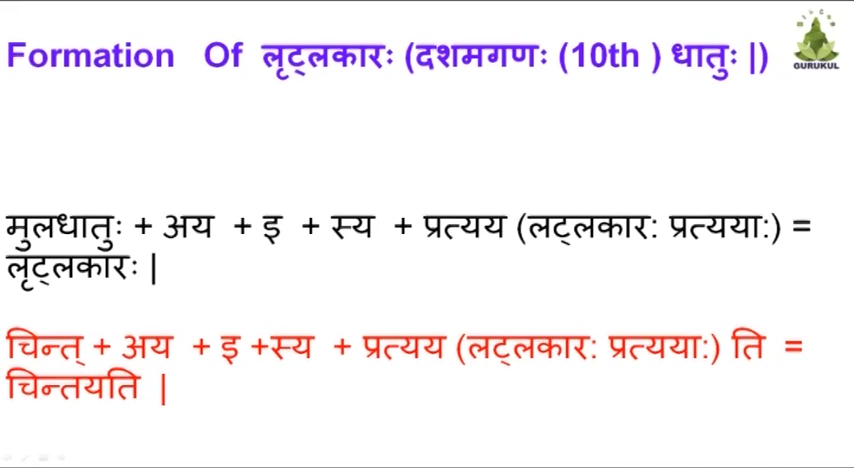 Formation Of लृट्लकारः (दशमगणः (10th ) धातुः |)
GURUKUL
मुलधातुः + अय + इ + स्य + प्रत्यय (लट्लकार: प्रत्यया:) =
लृट्लकारः |
चिन्त् + अय + इ +स्य + प्रत्यय (लट्लकार: प्रत्यया:) ति =
चिन्तयति |